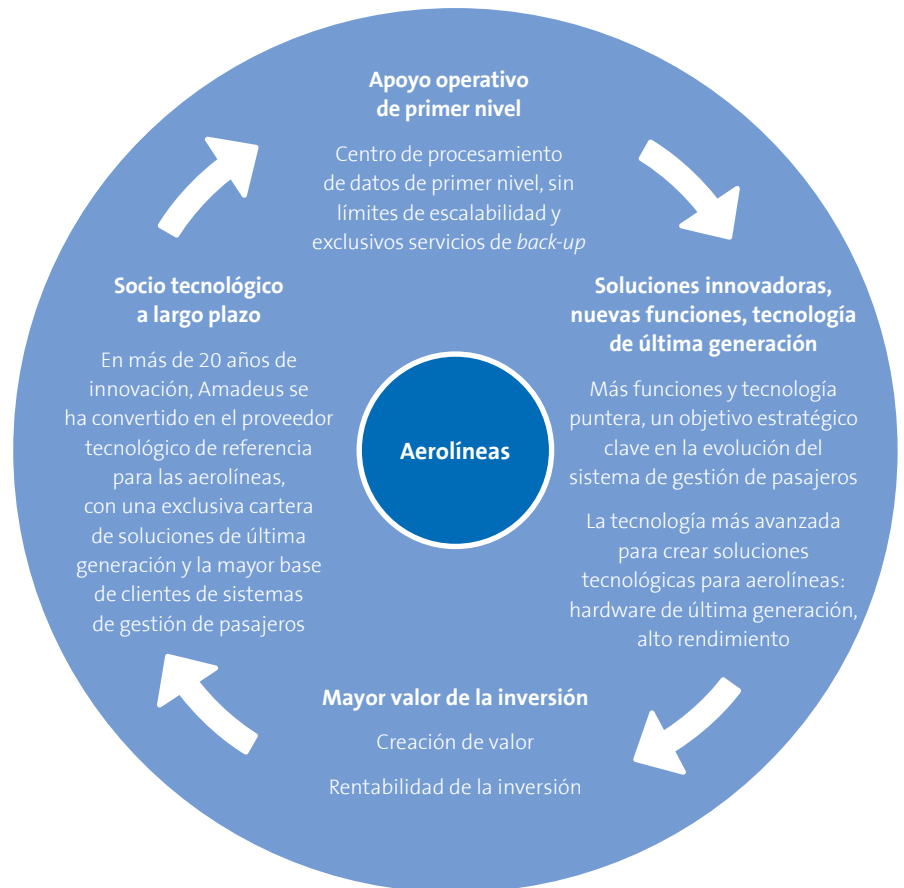 Apoyo operativo
de primer nivel
Centro de procesamiento
de datos de primer nivel, sin
límites de escalabilidad y
exclusivos servicios de back-up
Soluciones innovadoras,
nuevas funciones, tecnología
de última generación
Más funciones y tecnología
puntera, un objetivo estratégico
clave en la evolución del
sistema de gestión de pasajeros
La tecnología más avanzada
para crear soluciones
tecnológicas para aerolíneas:
hardware de última generación,
alto rendimiento
Mayor valor de la inversión
Creación de valor
Rentabilidad de la inversión
Socio tecnológico
a largo plazo
En más de 20 años de
innovación, Amadeus se
ha convertido en el proveedor
tecnológico de referencia
para las aerolíneas,
con una exclusiva cartera
de soluciones de última
generación y la mayor base
de clientes de sistemas
de gestión de pasajeros
Aerolíneas